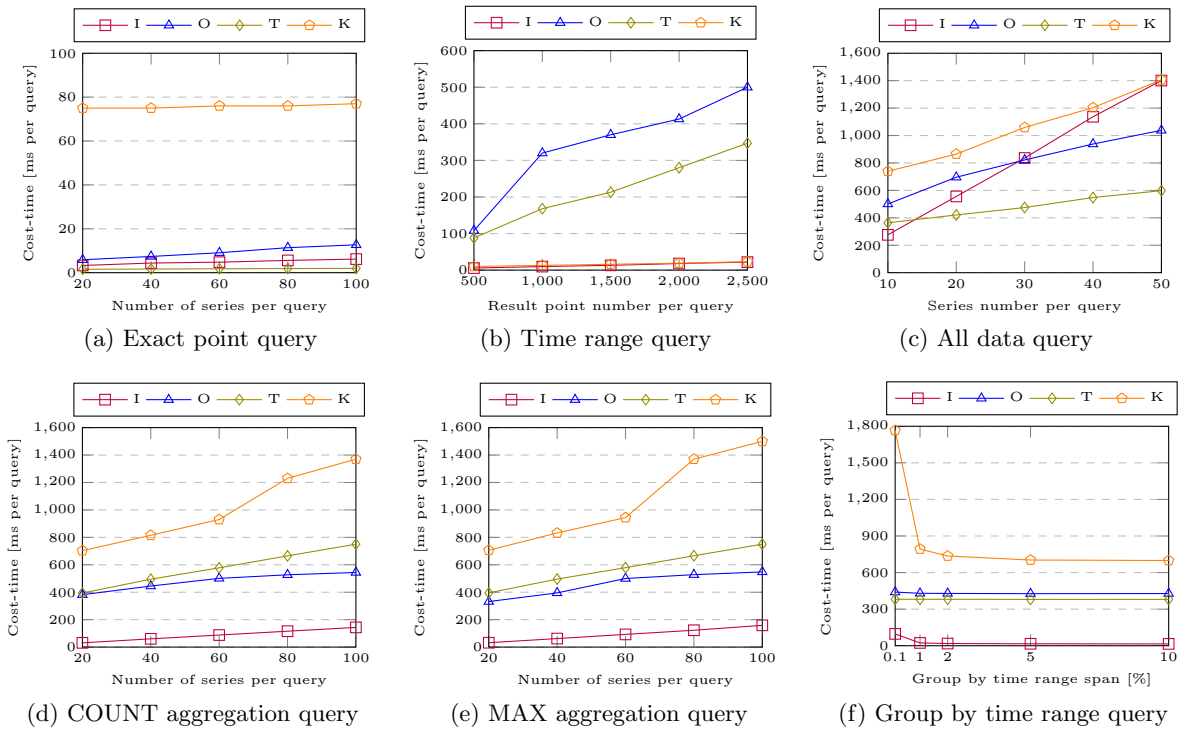 I O T K
Cost-time [ms per query]
100
80
60
40
20
0
20 40 60 80 100
Number of series per query
(a) Exact point query
I O T K
Cost-time [ms per query]
600
500
400
300
200
100
0
500 1,000 1,500 2,000 2,500
Result point number per query
(b) Time range query
I O T K
Cost-time [ms per query]
1,600
1,400
1,200
1,000
800
600
400
200
0
10 20 30 40 50
Series number per query
(c) All data query
I O T K
Cost-time [ms per query]
1,600
1,400
1,200
1,000
800
600
400
200
0
20 40 60 80 100
Number of series per query
(d) COUNT aggregation query
I O T K
Cost-time [ms per query]
1,600
1,400
1,200
1,000
800
600
400
200
0
20 40 60 80 100
Number of series per query
(e) MAX aggregation query
I O T K
Cost-time [ms per query]
1,800
1,500
1,200
900
600
300
0
0.1 1 2 5 10
Group by time range span [%]
(f) Group by time range query